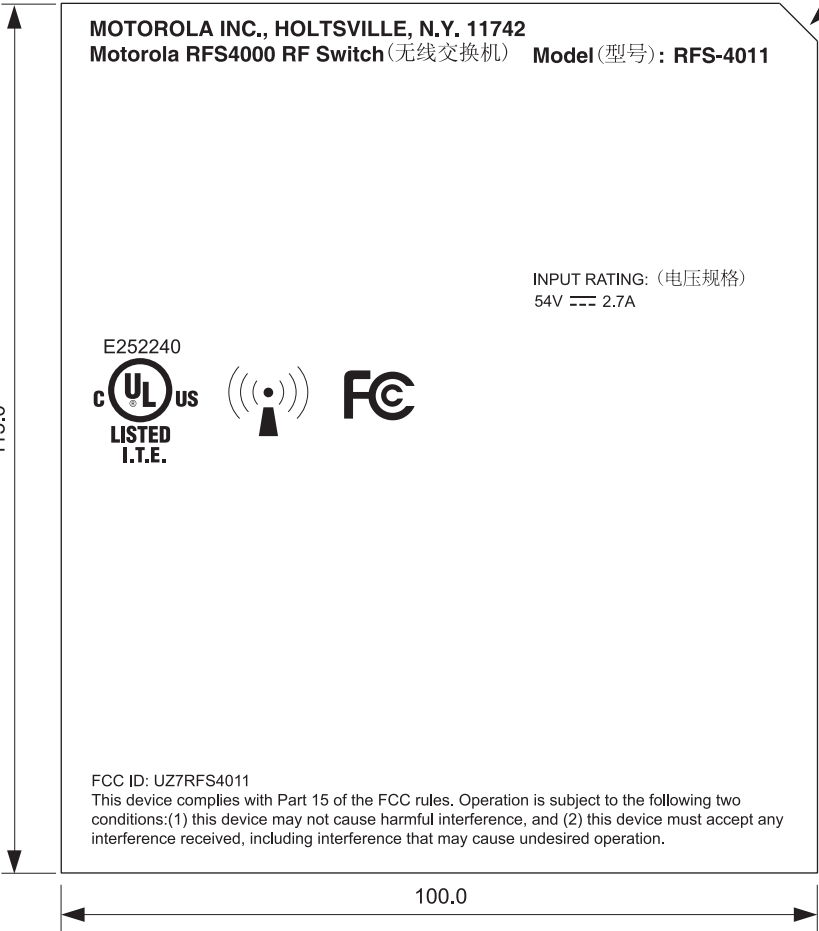 MOTOROLA INC., HOLTSVILLE, N.Y. 11742
Motorola RFS4000 RF Switch(无线交换机) Model(型号): RFS-4011
INPUT RATING: (电压规格)
54V 2.7A
E252240
C UL® US
LISTED
I.T.E.
FC
FCC ID: UZ7RFS4011
This device complies with Part 15 of the FCC rules. Operation is subject to the following two
conditions:(1) this device may not cause harmful interference, and (2) this device must accept any
interference received, including interference that may cause undesired operation.
100.0